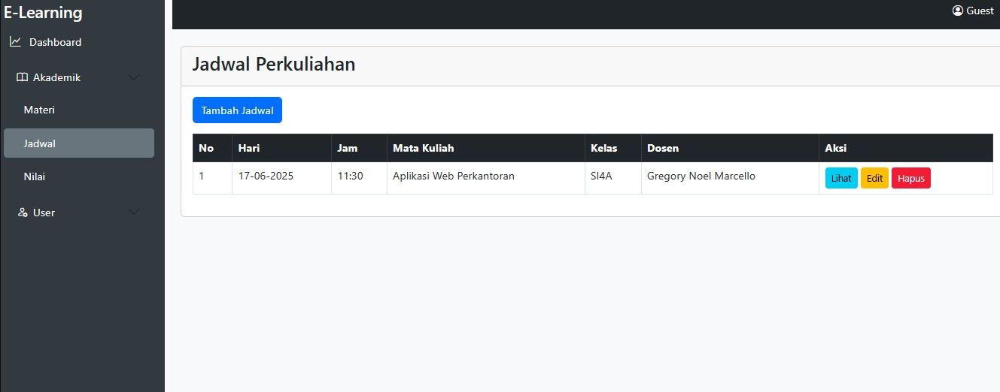 E-Learning
Guest
Dashboard
Akademik
Materi
Jadwal
Nilai
User
Jadwal Perkuliahan
Tambah Jadwal
No Hari Jam Mata Kuliah Kelas Dosen Aksi
1 17-06-2025 11:30 Aplikasi Web Perkantoran SI4A Gregory Noel Marcello Lihat Edit Hapus